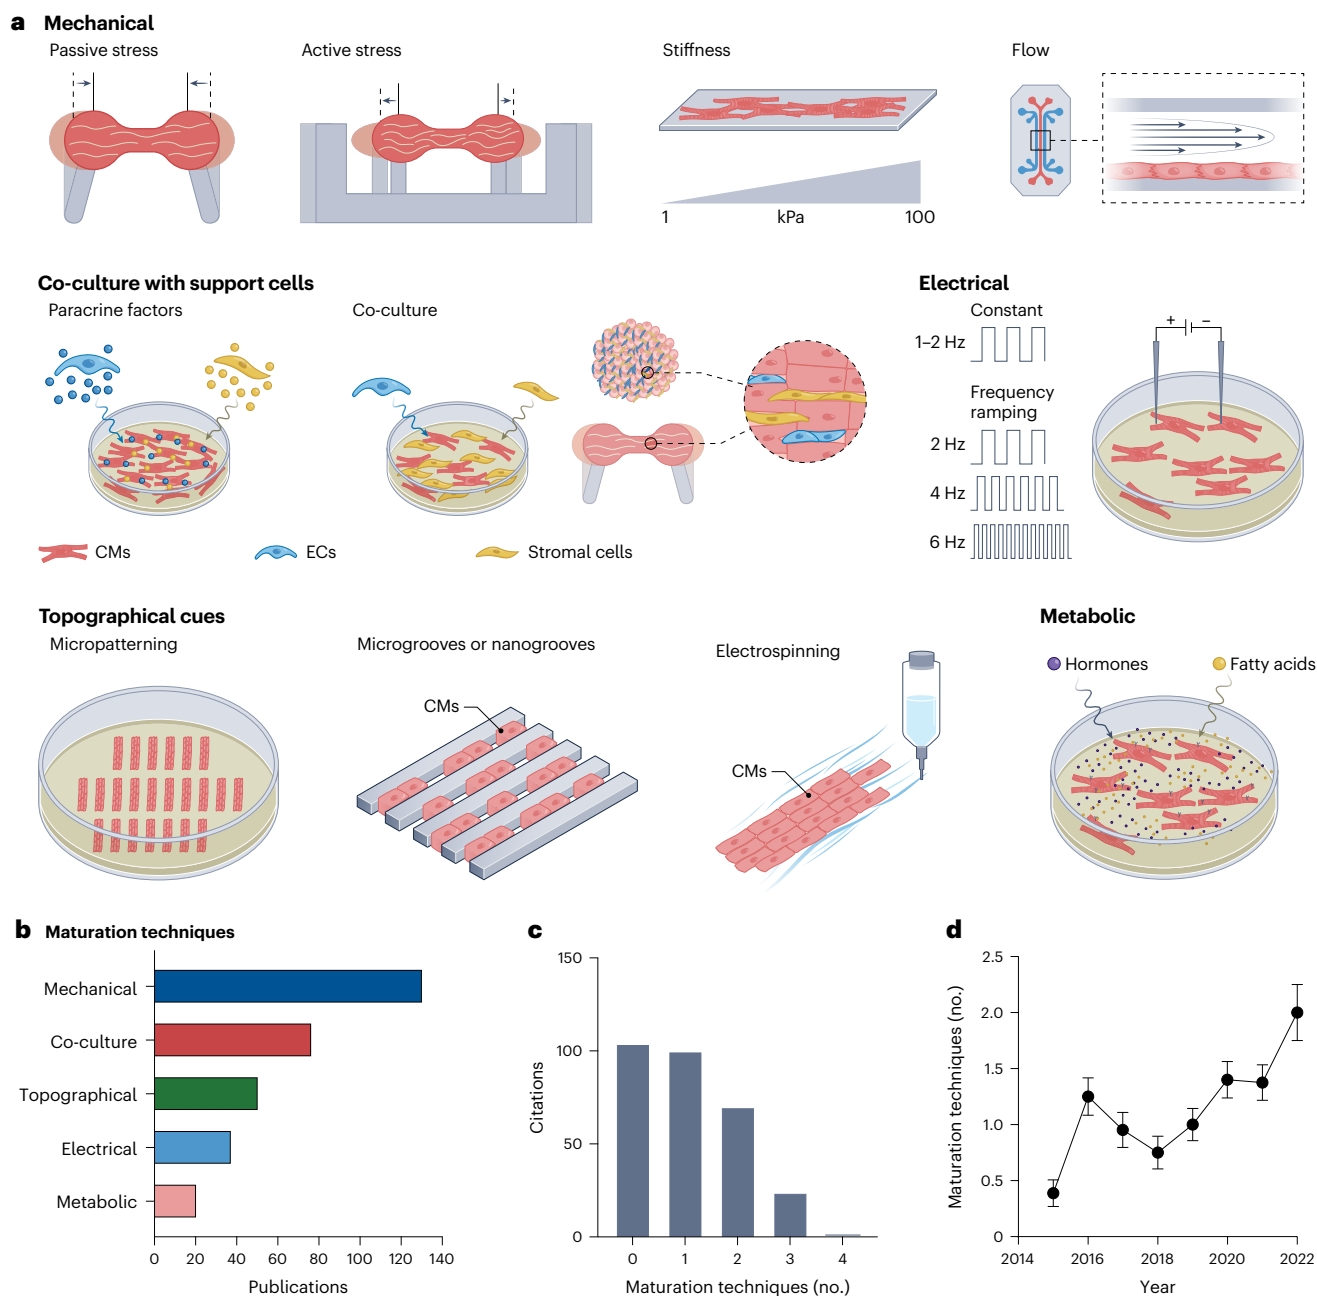 a Mechanical
Passive stress
Active stress
Stiffness
Flow
1 kPa 100
Co-culture with support cells
Paracrine factors
Co-culture
CMs
ECs
Stromal cells
Electrical
Constant
1–2 Hz
Frequency
ramping
2 Hz
4 Hz
6 Hz
+ −
Topographical cues
Micropatterning
Microgrooves or nanogrooves
CMs
Electrospinning
CMs
Metabolic
Hormones
Fatty acids
b Maturation techniques
Mechanical
Co-culture
Topographical
Electrical
Metabolic
0 20 40 60 80 100 120 140
Publications
c
150
100
50
0
Citations
0 1 2 3 4
Maturation techniques (no.)
d
2.5
2.0
1.5
1.0
0.5
0
Maturation techniques (no.)
2014 2016 2018 2020 2022
Year